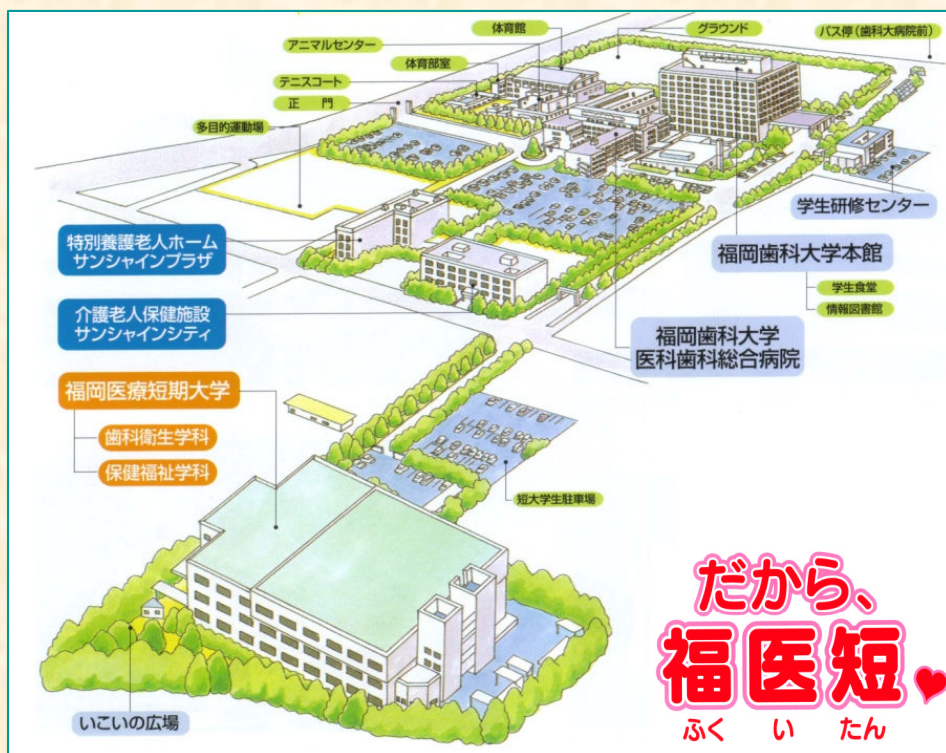 体育館
グラウンド
バス停(歯科大病院前)
アニマルセンター
体育部室
テニスコート
正 門
多目的運動場
学生研修センター
特別養護老人ホーム
サンシャインプラザ
福岡歯科大学本館
学生食堂
情報図書館
介護老人保健施設
サンシャインシティ
福岡歯科大学
医科歯科総合病院
福岡医療短期大学
歯科衛生学科
保健福祉学科
短大学生駐車場
いこいの広場
だから、
福医短
ふく い たん